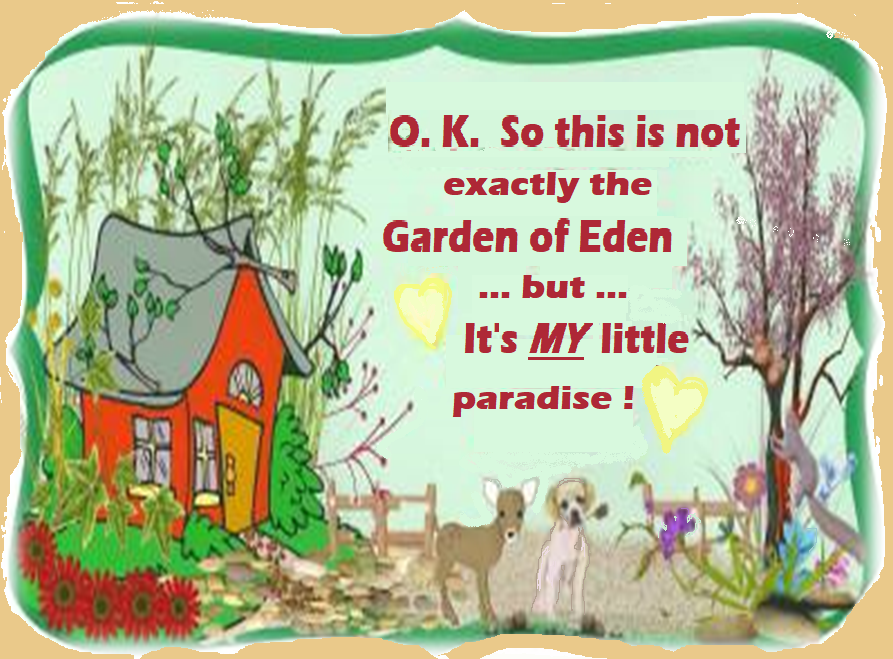 O. K. So this is not
exactly the
Garden of Eden
... but ...
It's MY little
paradise !